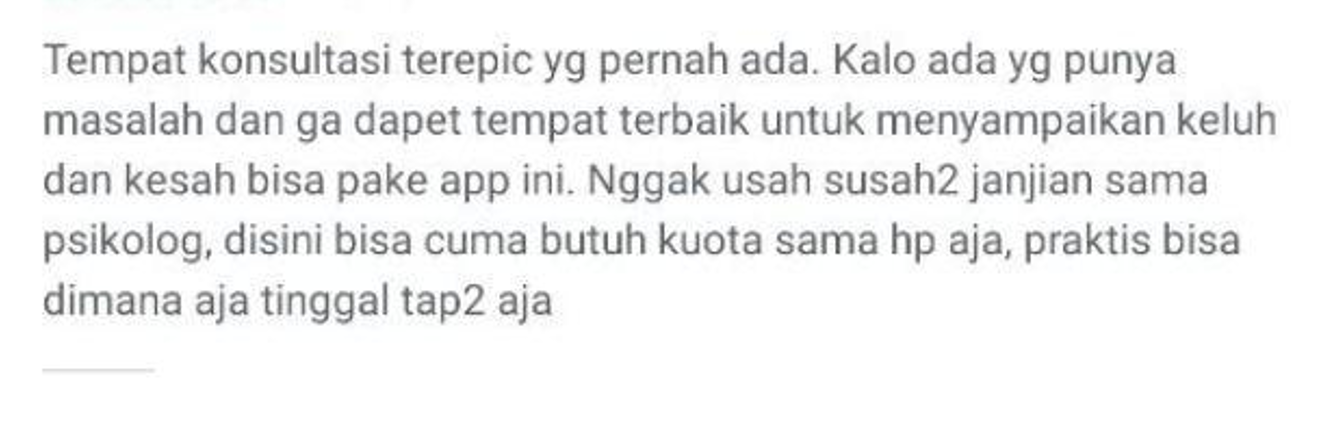 Tempat konsultasi terepic yg pernah ada. Kalo ada yg punya
masalah dan ga dapet tempat terbaik untuk menyampaikan keluh
dan kesah bisa pake app ini. Nggak usah susah2 janjian sama
psikolog, disini bisa cuma butuh kuota sama hp aja, praktis bisa
dimana aja tinggal tap2 aja